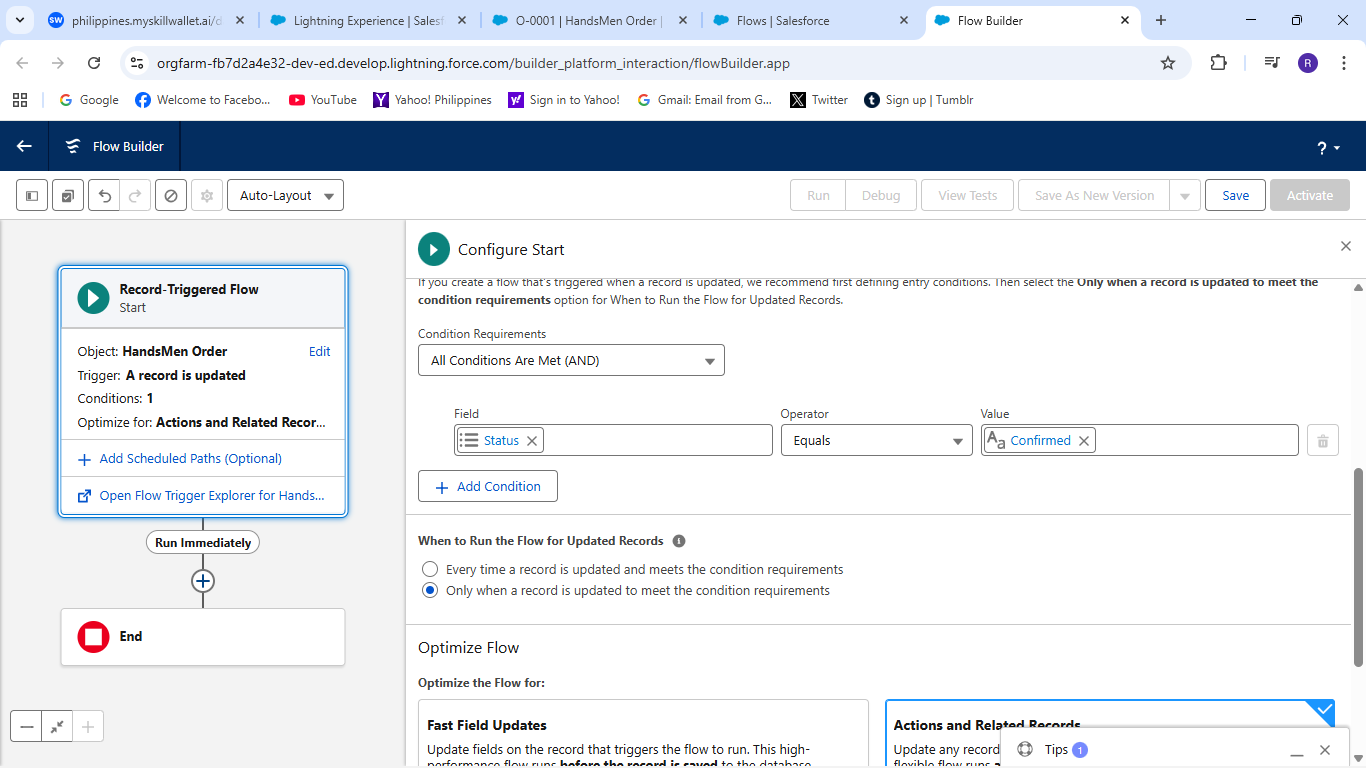 philippines.myskillwallet.ai/d
Lightning Experience | Salesf
O-0001 | HandsMen Order |
Flows | Salesforce
Flow Builder
orgfarm-fb7d2a4e32-dev-ed.develop.lightning.force.com/builder_platform_interaction/flowBuilder.app
R
Google
Welcome to Facebo...
YouTube
Yahoo! Philippines
Sign in to Yahoo!
Gmail: Email from G...
Twitter
Sign up | Tumblr
Flow Builder
?
Auto-Layout
Run
Debug
View Tests
Save As New Version
Save
Activate
Record-Triggered Flow
Start
Object: HandsMen Order
Edit
Trigger: A record is updated
Conditions: 1
Optimize for: Actions and Related Recor...
Add Scheduled Paths (Optional)
Open Flow Trigger Explorer for Hands...
Run Immediately
End
Configure Start
If you create a flow that's triggered when a record is updated, we recommend first defining entry conditions. Then select the Only when a record is updated to meet the
condition requirements option for When to Run the Flow for Updated Records.
Condition Requirements
All Conditions Are Met (AND)
Field
Operator
Value
Status
Equals
Aa Confirmed
Add Condition
When to Run the Flow for Updated Records
Every time a record is updated and meets the condition requirements
Only when a record is updated to meet the condition requirements
Optimize Flow
Optimize the Flow for:
Fast Field Updates
Update fields on the record that triggers the flow to run. This high-
performance flow runs before the record is saved to the database.
Actions and Related Records
Update any record
flexible flow runs
Tips 1